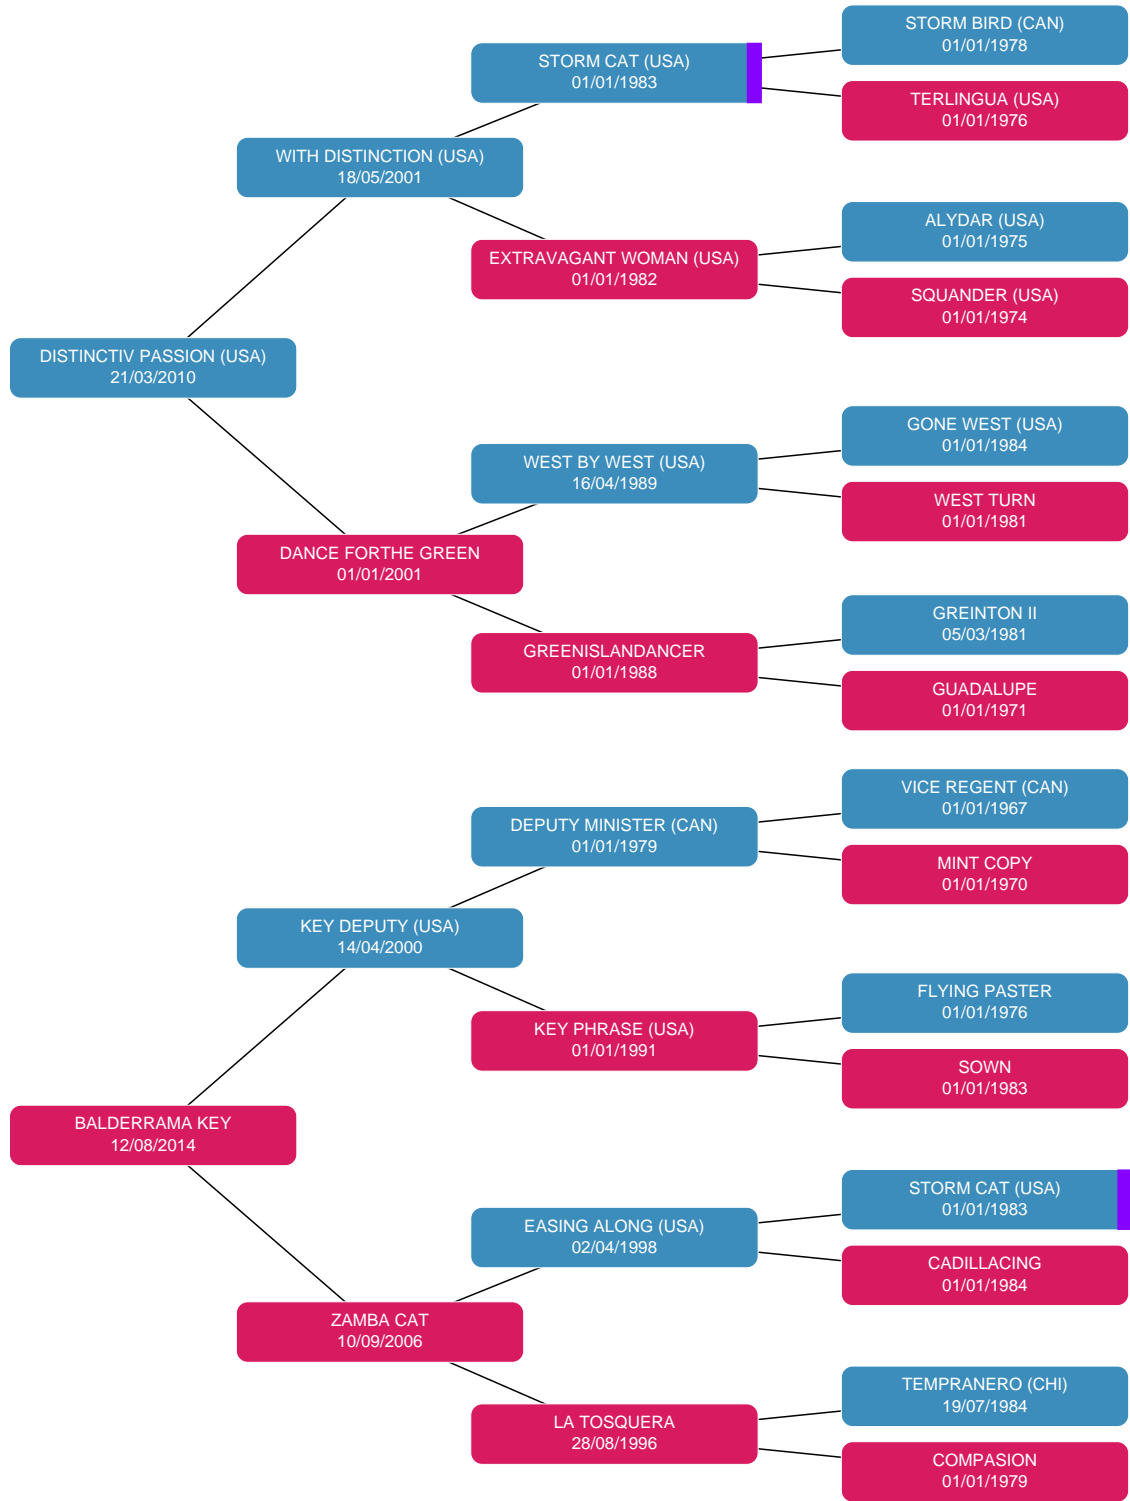 STORM BIRD (CAN)
01/01/1978
STORM CAT (USA)
01/01/1983
TERLINGUA (USA)
01/01/1976
WITH DISTINCTION (USA)
18/05/2001
ALYDAR (USA)
01/01/1975
EXTRAVAGANT WOMAN (USA)
01/01/1982
SQUANDER (USA)
01/01/1974
DISTINCTIV PASSION (USA)
21/03/2010
GONE WEST (USA)
01/01/1984
WEST BY WEST (USA)
16/04/1989
WEST TURN
01/01/1981
DANCE FORTHE GREEN
01/01/2001
GREINTON II
05/03/1981
GREENISLANDANCER
01/01/1988
GUADALUPE
01/01/1971
VICE REGENT (CAN)
01/01/1967
DEPUTY MINISTER (CAN)
01/01/1979
MINT COPY
01/01/1970
KEY DEPUTY (USA)
14/04/2000
FLYING PASTER
01/01/1976
KEY PHRASE (USA)
01/01/1991
SOWN
01/01/1983
BALDERRAMA KEY
12/08/2014
STORM CAT (USA)
01/01/1983
EASING ALONG (USA)
02/04/1998
CADILLACING
01/01/1984
ZAMBA CAT
10/09/2006
TEMPRANERO (CHI)
19/07/1984
LA TOSQUERA
28/08/1996
COMPASION
01/01/1979